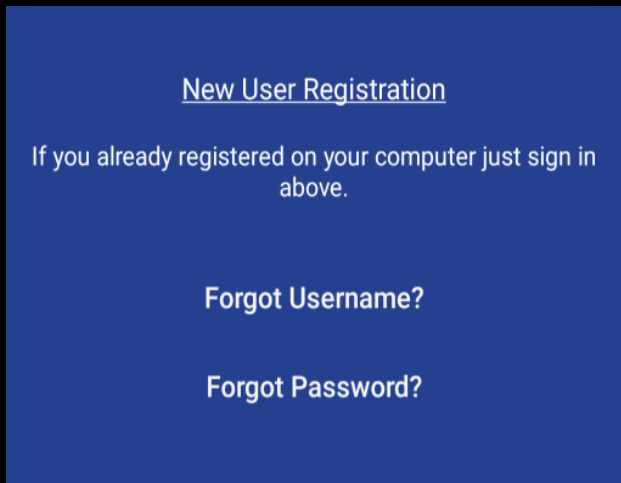 New User Registration
If you already registered on your computer just sign in
above.
Forgot Username?
Forgot Password?